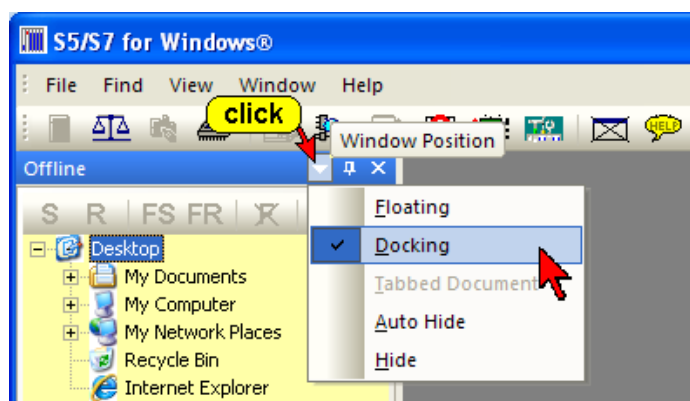 S5/S7 for Windows®
File Find View Window Help
click
Window Position
HELP
Offline
S R FS FR
Floating
Docking
Tabbed Document
Auto Hide
Hide
Desktop
My Documents
My Computer
My Network Places
Recycle Bin
Internet Explorer